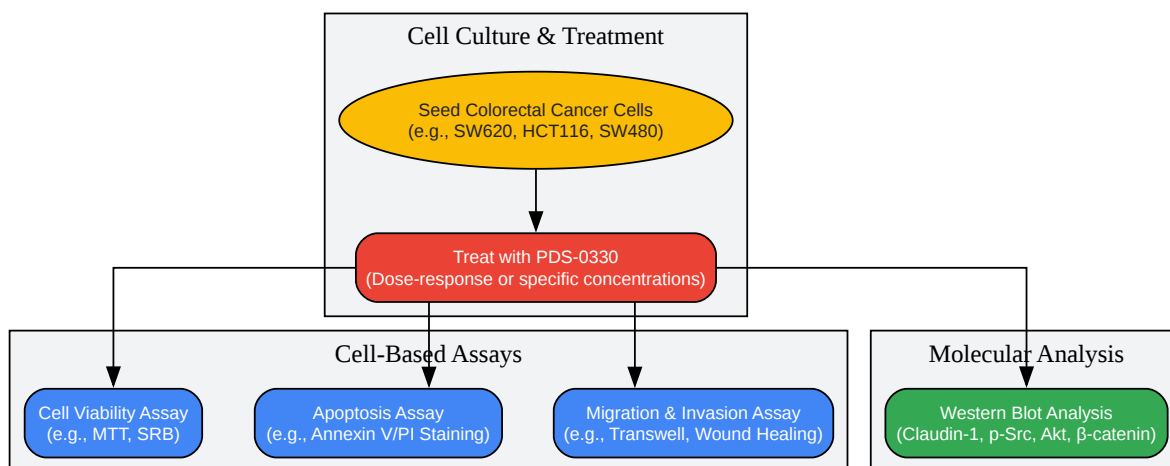 Cell Culture & Treatment
Seed Colorectal Cancer Cells
(e.g., SW620, HCT116, SW480)
Treat with PDS-0330
(Dose-response or specific concentrations)
Cell-Based Assays
Molecular Analysis
Cell Viability Assay
(e.g., MTT, SRB)
Apoptosis Assay
(e.g., Annexin V/PI Staining)
Migration & Invasion Assay
(e.g., Transwell, Wound Healing)
Western Blot Analysis
(Claudin-1, p-Src, Akt, β-catenin)